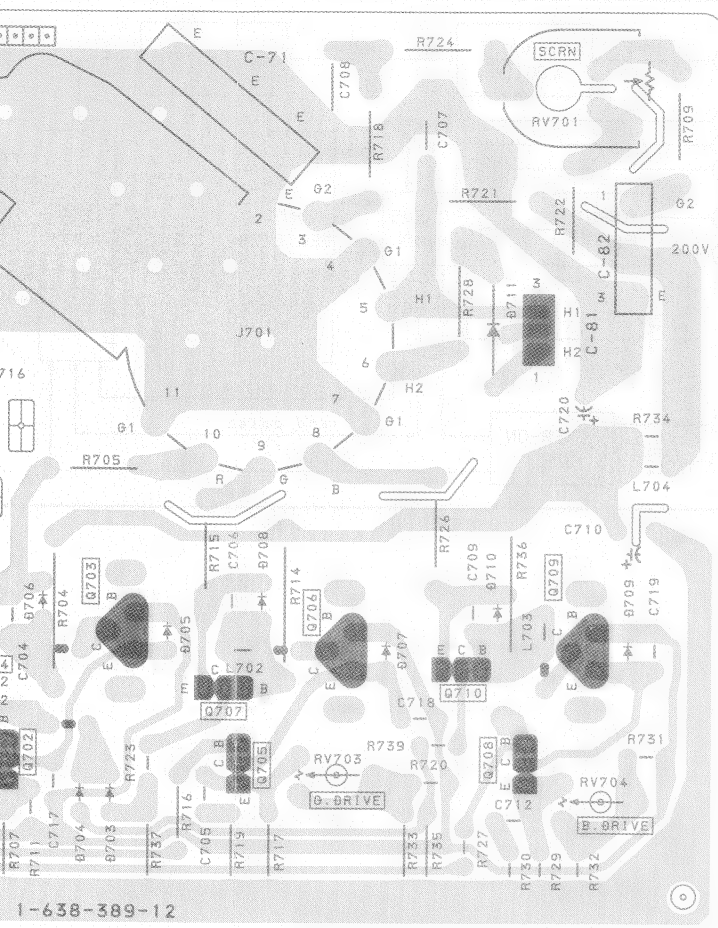 E
C-71
E
E
C708
R724
SCRN
RV701
R718
C707
R709
E
G2
2
3
4
G1
R721
R722
1
G2
C-82
200V
3
E
5
H1
R728
D711
3
H1
H2
C-81
1
J701
6
H2
716
11
7
G1
G1
10
9
8
R705
R
G
B
C720
R734
L704
R726
C710
R715
C706
D708
R714
C709
D710
R736
Q709
D709
C719
D706
R704
Q703
B
C
E
D705
Q706
B
C
E
D707
L703
B
C
E
C704
4
2
2
B
Q702
C
L702
E
B
Q707
E
C
B
Q710
C718
R723
B
C
E
Q705
RV703
G.DRIVE
R739
R720
Q708
B
C
E
C712
R731
RV704
B.DRIVE
R707
R711
C717
D704
D703
R737
R716
C705
R719
R717
R733
R735
R727
R730
R729
R732
1-638-389-12